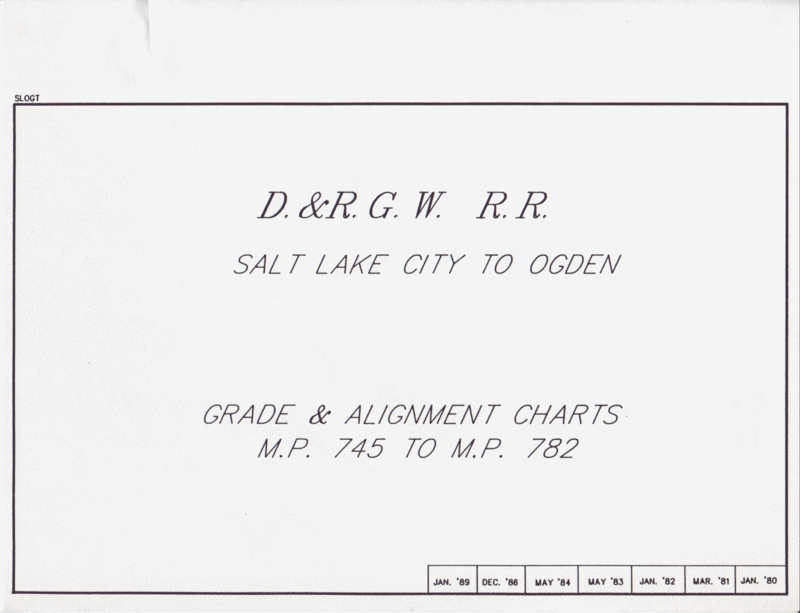 SLOGT
D. & R. G. W. R. R.
SALT LAKE CITY TO OGDEN
GRADE & ALIGNMENT CHARTS
M.P. 745 TO M.P. 782
JAN. '89 DEC. '86 MAY '84 MAY '83 JAN. '82 MAR. '81 JAN. '80